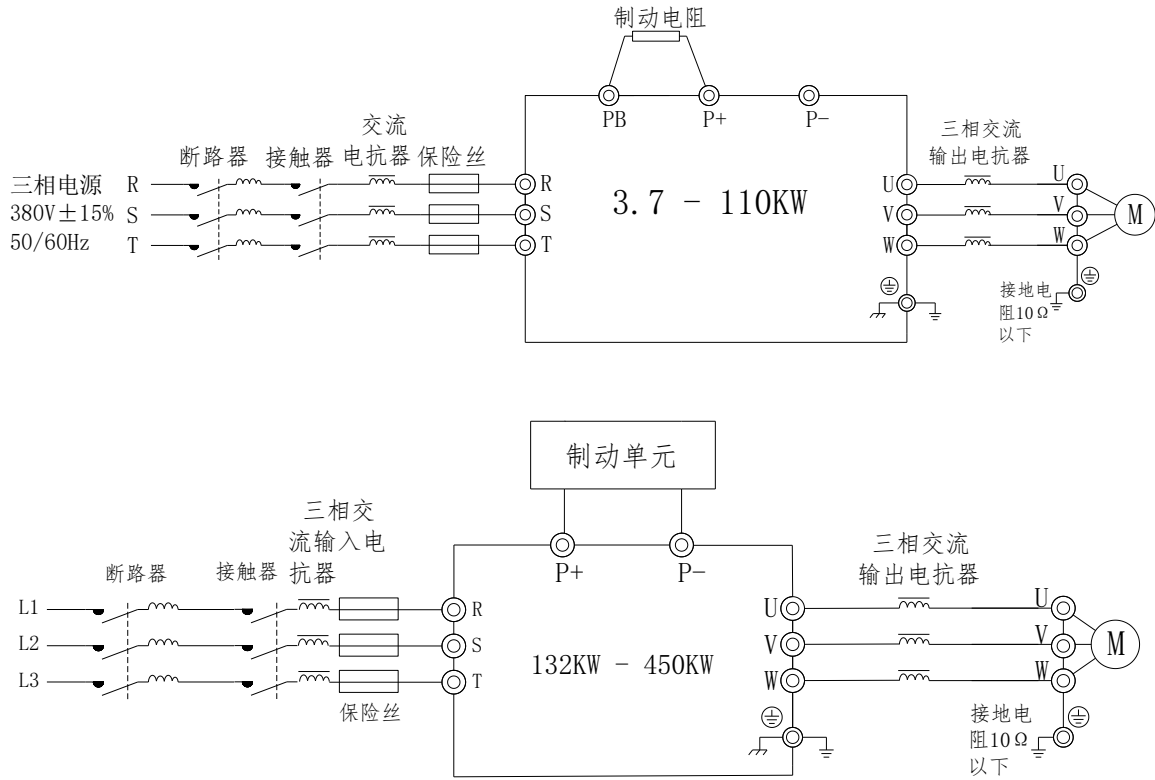 制动电阻
PB
P+
P-
交流
电抗器
断路器
接触器
保险丝
三相交流
输出电抗器
三相电源
380V±15%
50/60Hz
R
S
T
R
S
T
3.7 - 110KW
U
V
W
U
V
W
M
接地电
阻10Ω
以下
制动单元
P+
P-
三相交
流输入电
抗器
断路器
接触器
三相交流
输出电抗器
L1
L2
L3
R
S
T
保险丝
132KW - 450KW
U
V
W
U
V
W
M
接地电
阻10Ω
以下